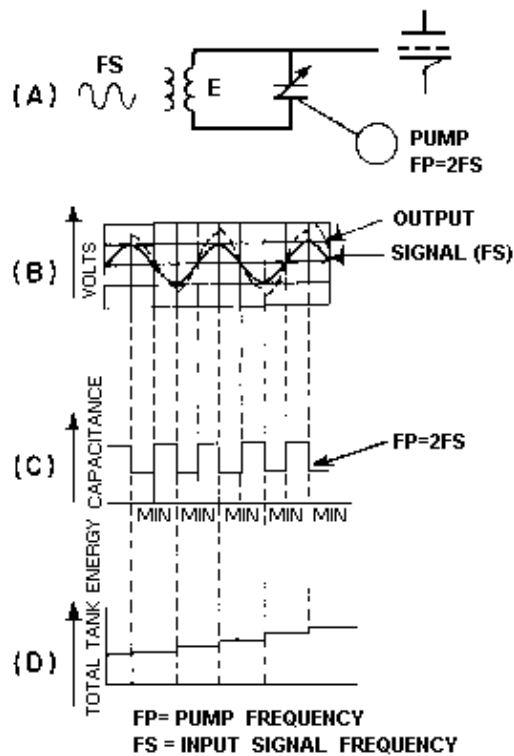 (A)
FS
E
PUMP
FP=2FS
(B)
VOLTS
OUTPUT
SIGNAL (FS)
(C)
CAPACITANCE
FP=2FS
MIN MIN MIN MIN MIN
(D)
TOTAL TANK ENERGY
FP= PUMP FREQUENCY
FS = INPUT SIGNAL FREQUENCY